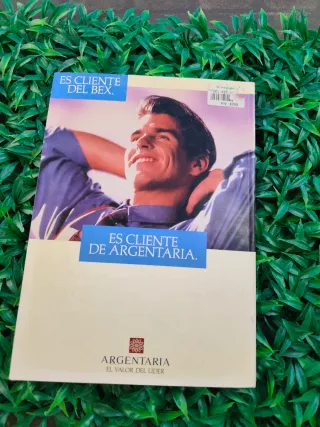 ES CLIENTE
DEL BEX.
ES CLIENTE
DE ARGENTARIA.
ARGENTARIA
EL VALOR DEL LIDER